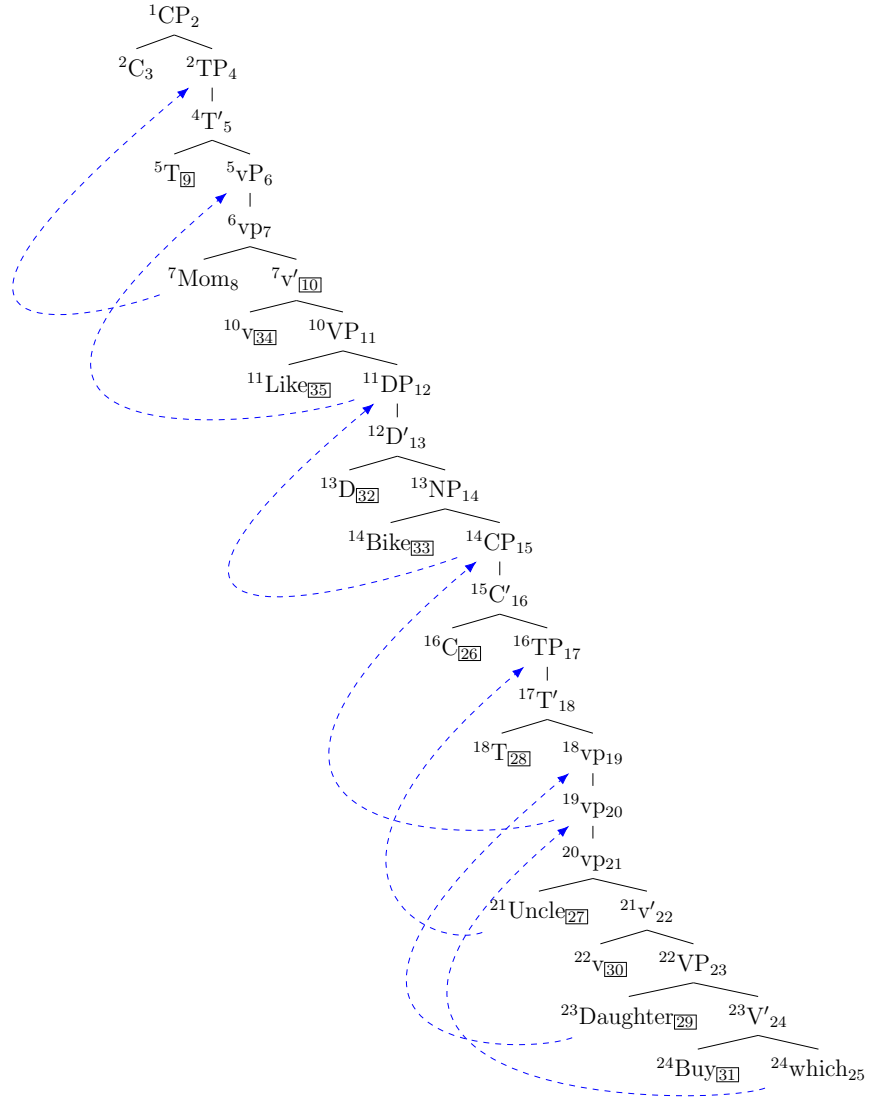 ¹CP₂
²C₃ ²TP₄
⁴T′₅
⁵T₉ ⁵vP₆
⁶vp₇
⁷Mom₈ ⁷v′₁₀
¹⁰v₃₄ ¹⁰VP₁₁
¹¹Like₃₅ ¹¹DP₁₂
¹²D′₁₃
¹³D₃₂ ¹³NP₁₄
¹⁴Bike₃₃ ¹⁴CP₁₅
¹⁵C′₁₆
¹⁶C₂₆ ¹⁶TP₁₇
¹⁷T′₁₈
¹⁸T₂₈ ¹⁸vp₁₉
¹⁹vp₂₀
²⁰vp₂₁
²¹Uncle₂₇ ²¹v′₂₂
²²v₃₀ ²²VP₂₃
²³Daughter₂₉ ²³V′₂₄
²⁴Buy₃₁ ²⁴which₂₅